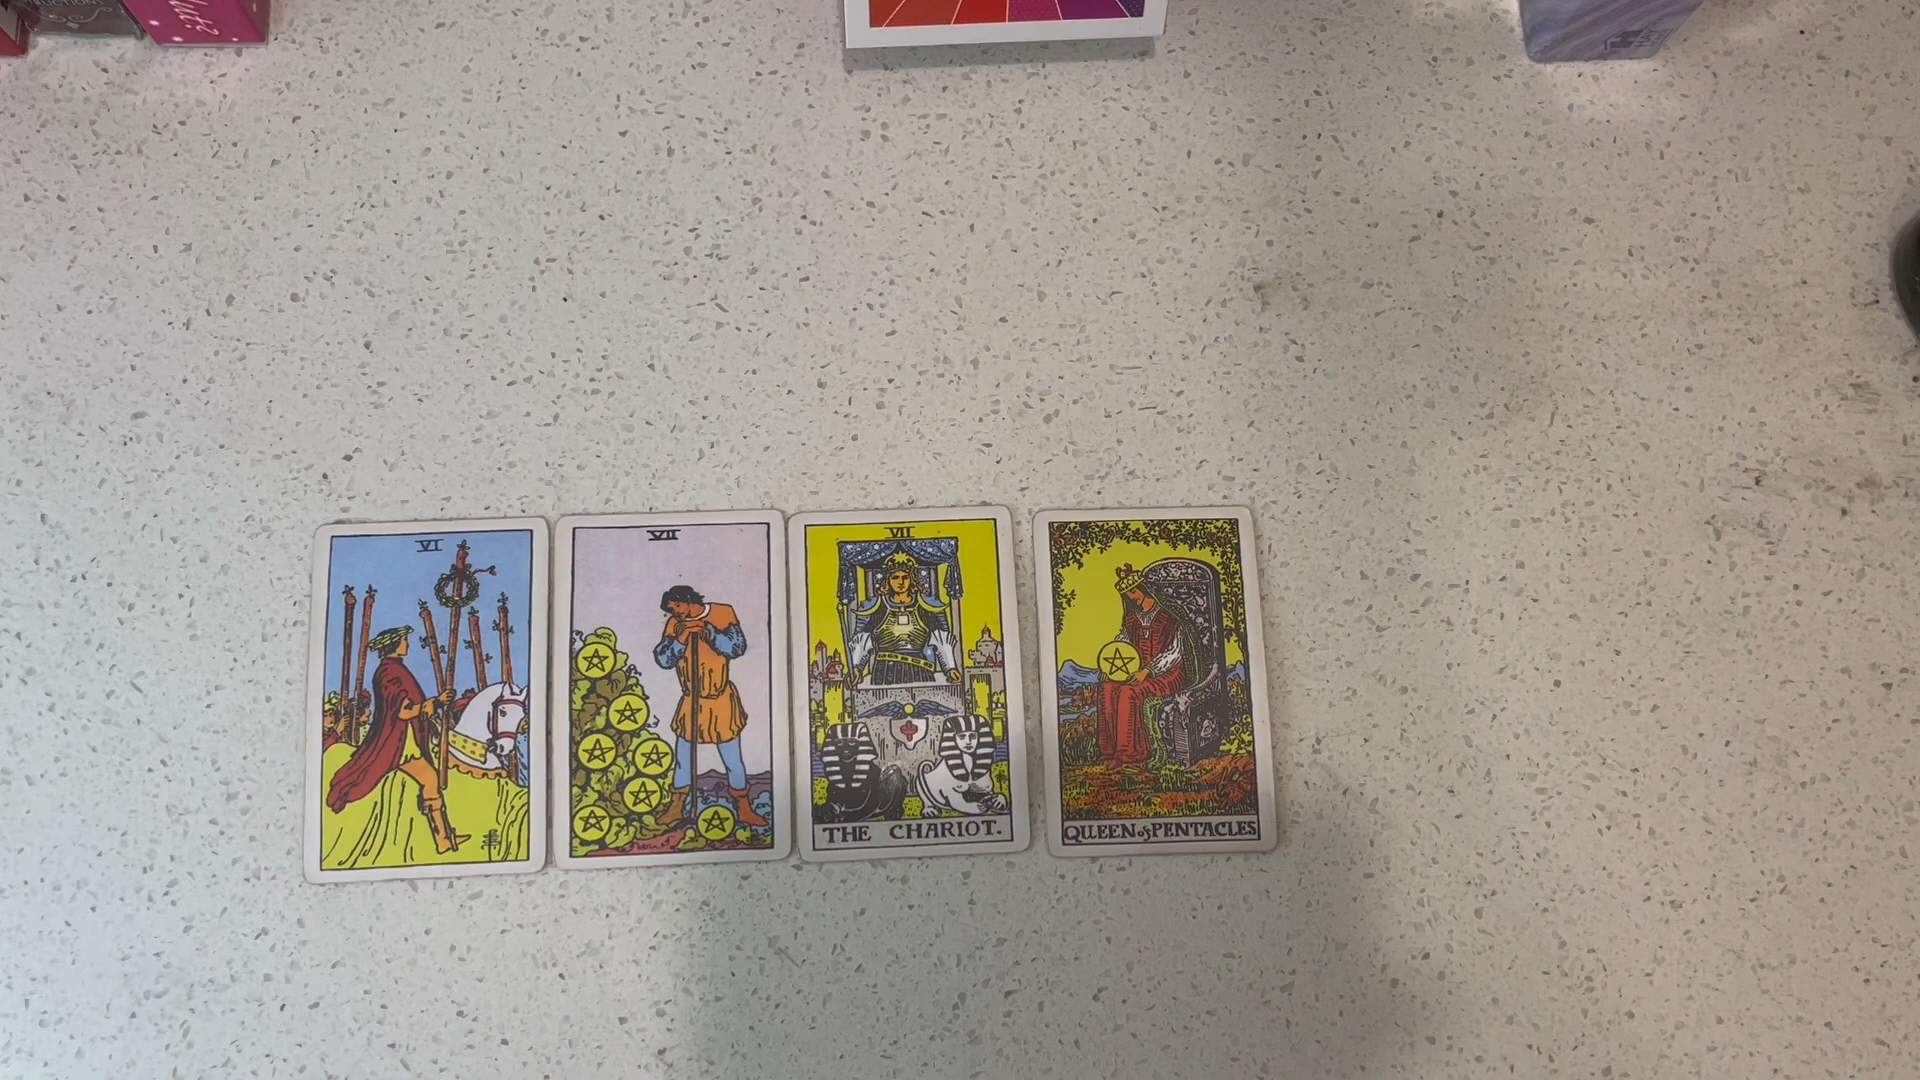 VI
VII
VII
THE CHARIOT.
QUEEN of PENTACLES